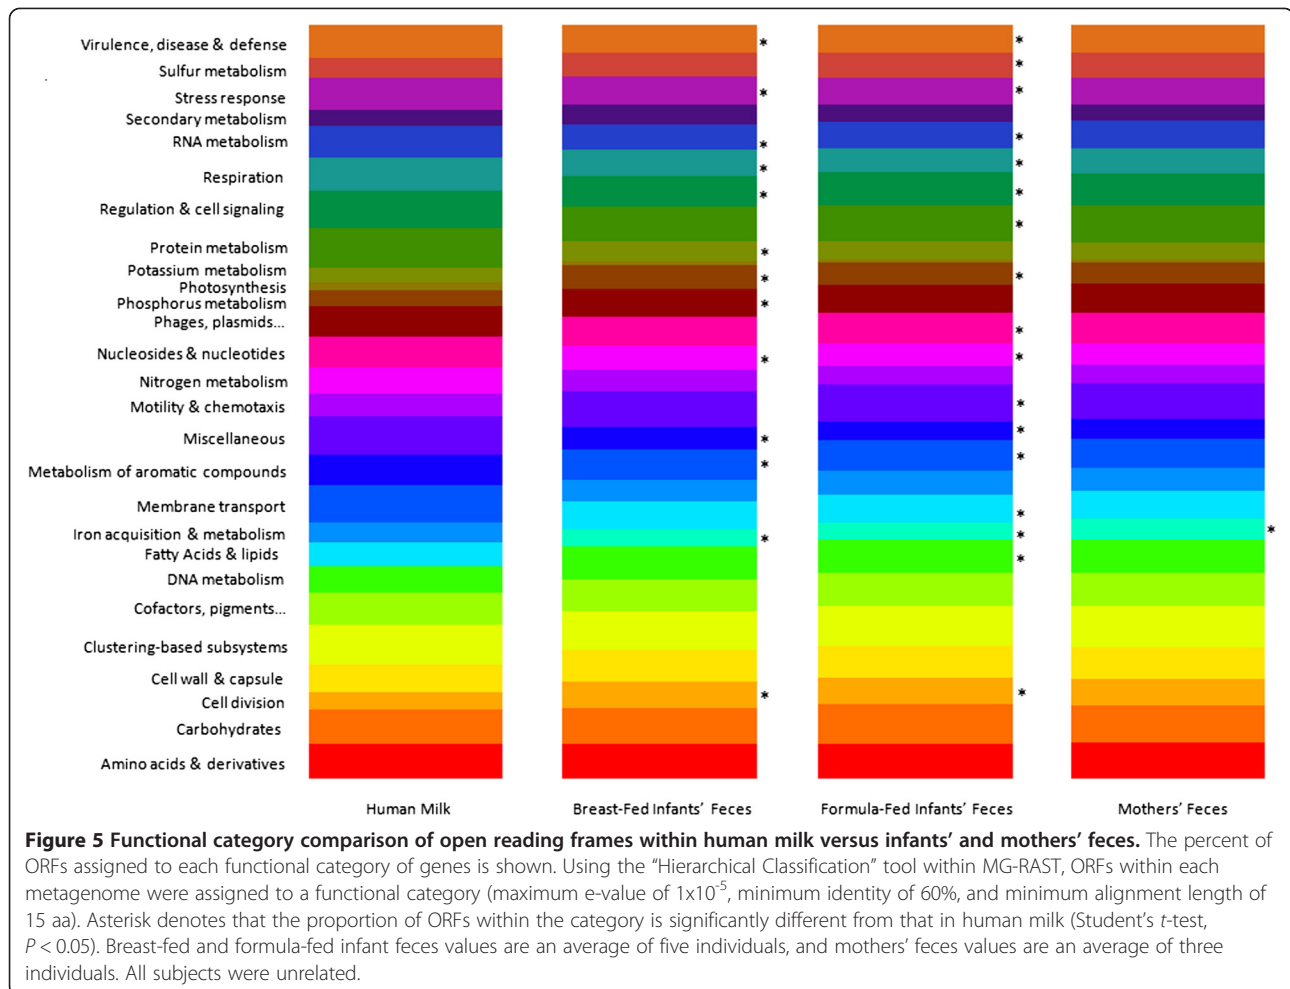 Virulence, disease & defense
Sulfur metabolism
Stress response
Secondary metabolism
RNA metabolism
Respiration
Regulation & cell signaling
Protein metabolism
Potassium metabolism
Photosynthesis
Phosphorus metabolism
Phages, plasmids...
Nucleosides & nucleotides
Nitrogen metabolism
Motility & chemotaxis
Miscellaneous
Metabolism of aromatic compounds
Membrane transport
Iron acquisition & metabolism
Fatty Acids & lipids
DNA metabolism
Cofactors, pigments...
Clustering-based subsystems
Cell wall & capsule
Cell division
Carbohydrates
Amino acids & derivatives
Human Milk
Breast-Fed Infants' Feces
Formula-Fed Infants' Feces
Mothers' Feces
Figure 5 Functional category comparison of open reading frames within human milk versus infants' and mothers' feces. The percent of
ORFs assigned to each functional category of genes is shown. Using the "Hierarchical Classification" tool within MG-RAST, ORFs within each
metagenome were assigned to a functional category (maximum e-value of 1x10⁻⁵, minimum identity of 60%, and minimum alignment length of
15 aa). Asterisk denotes that the proportion of ORFs within the category is significantly different from that in human milk (Student's t-test,
P < 0.05). Breast-fed and formula-fed infant feces values are an average of five individuals, and mothers' feces values are an average of three
individuals. All subjects were unrelated.